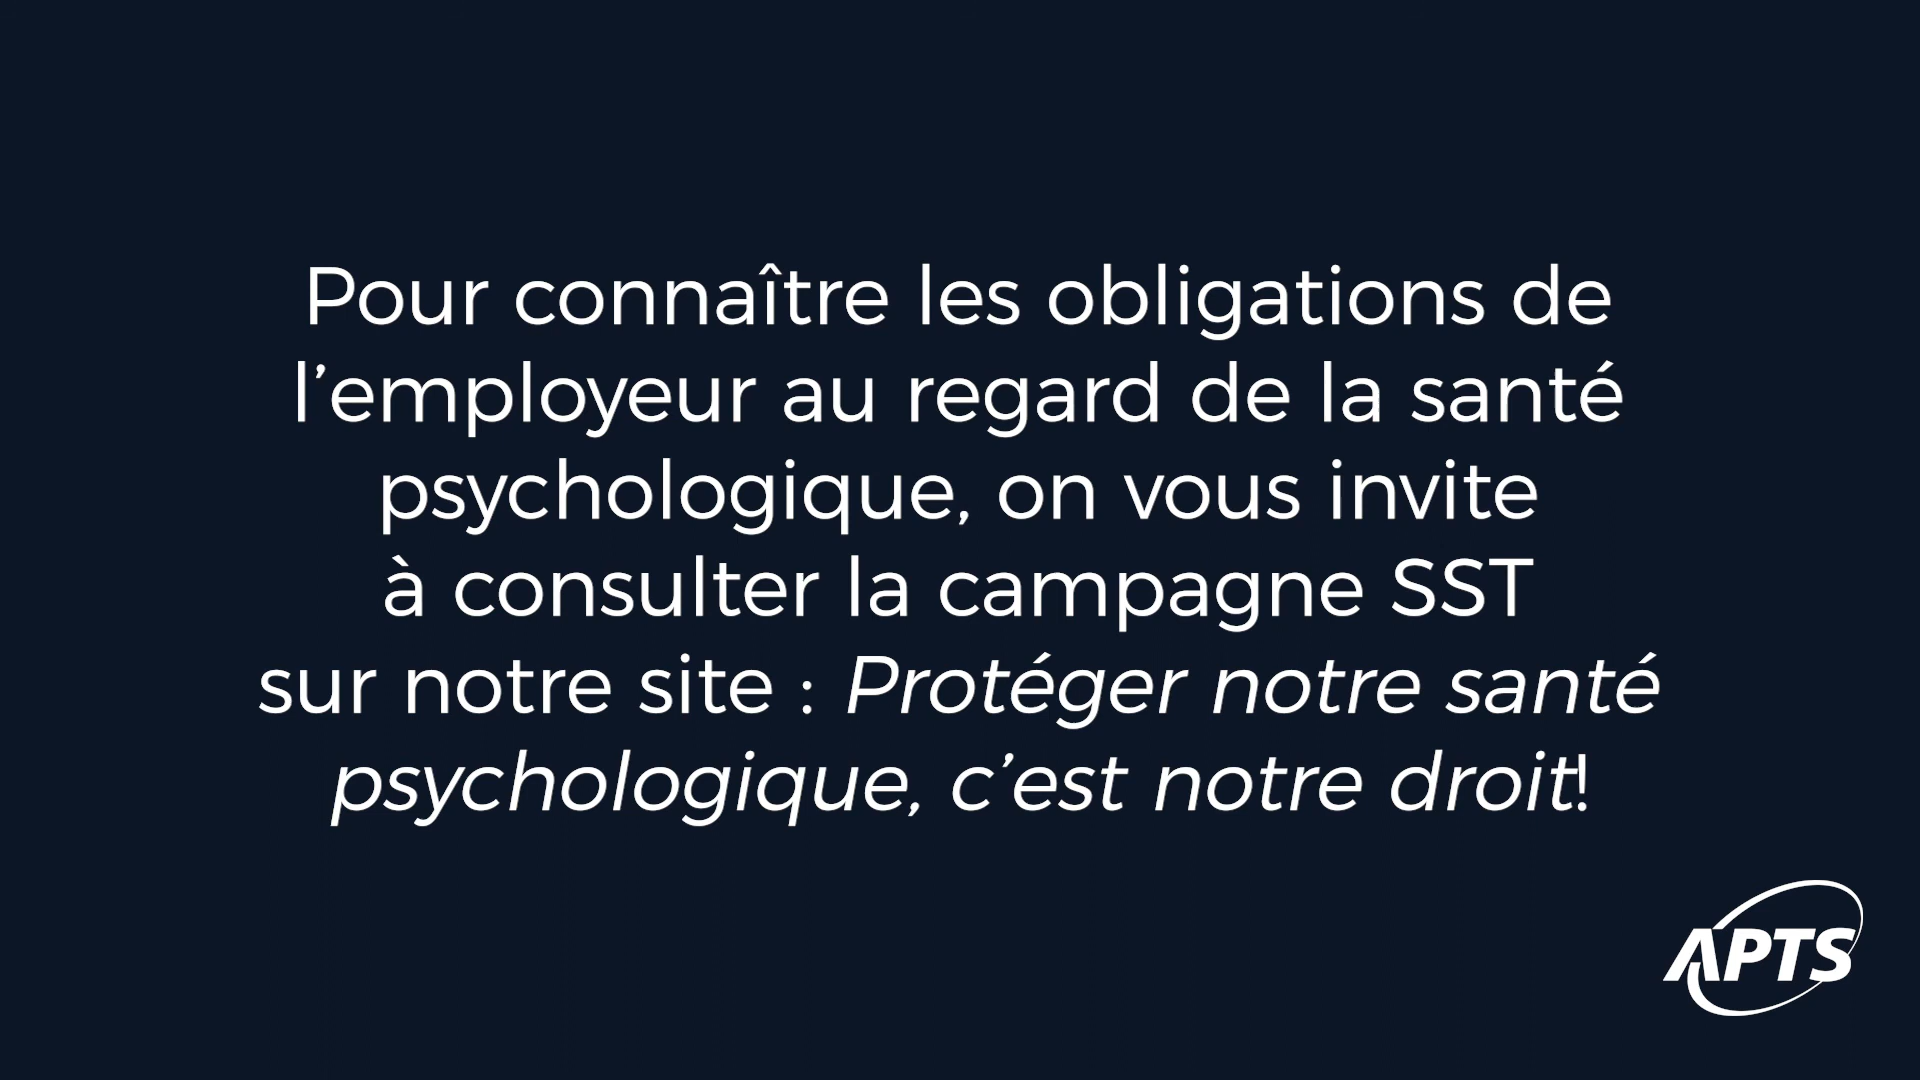 Pour connaître les obligations de
l’employeur au regard de la santé
psychologique, on vous invite
à consulter la campagne SST
sur notre site : Protéger notre santé
psychologique, c’est notre droit!
APTS